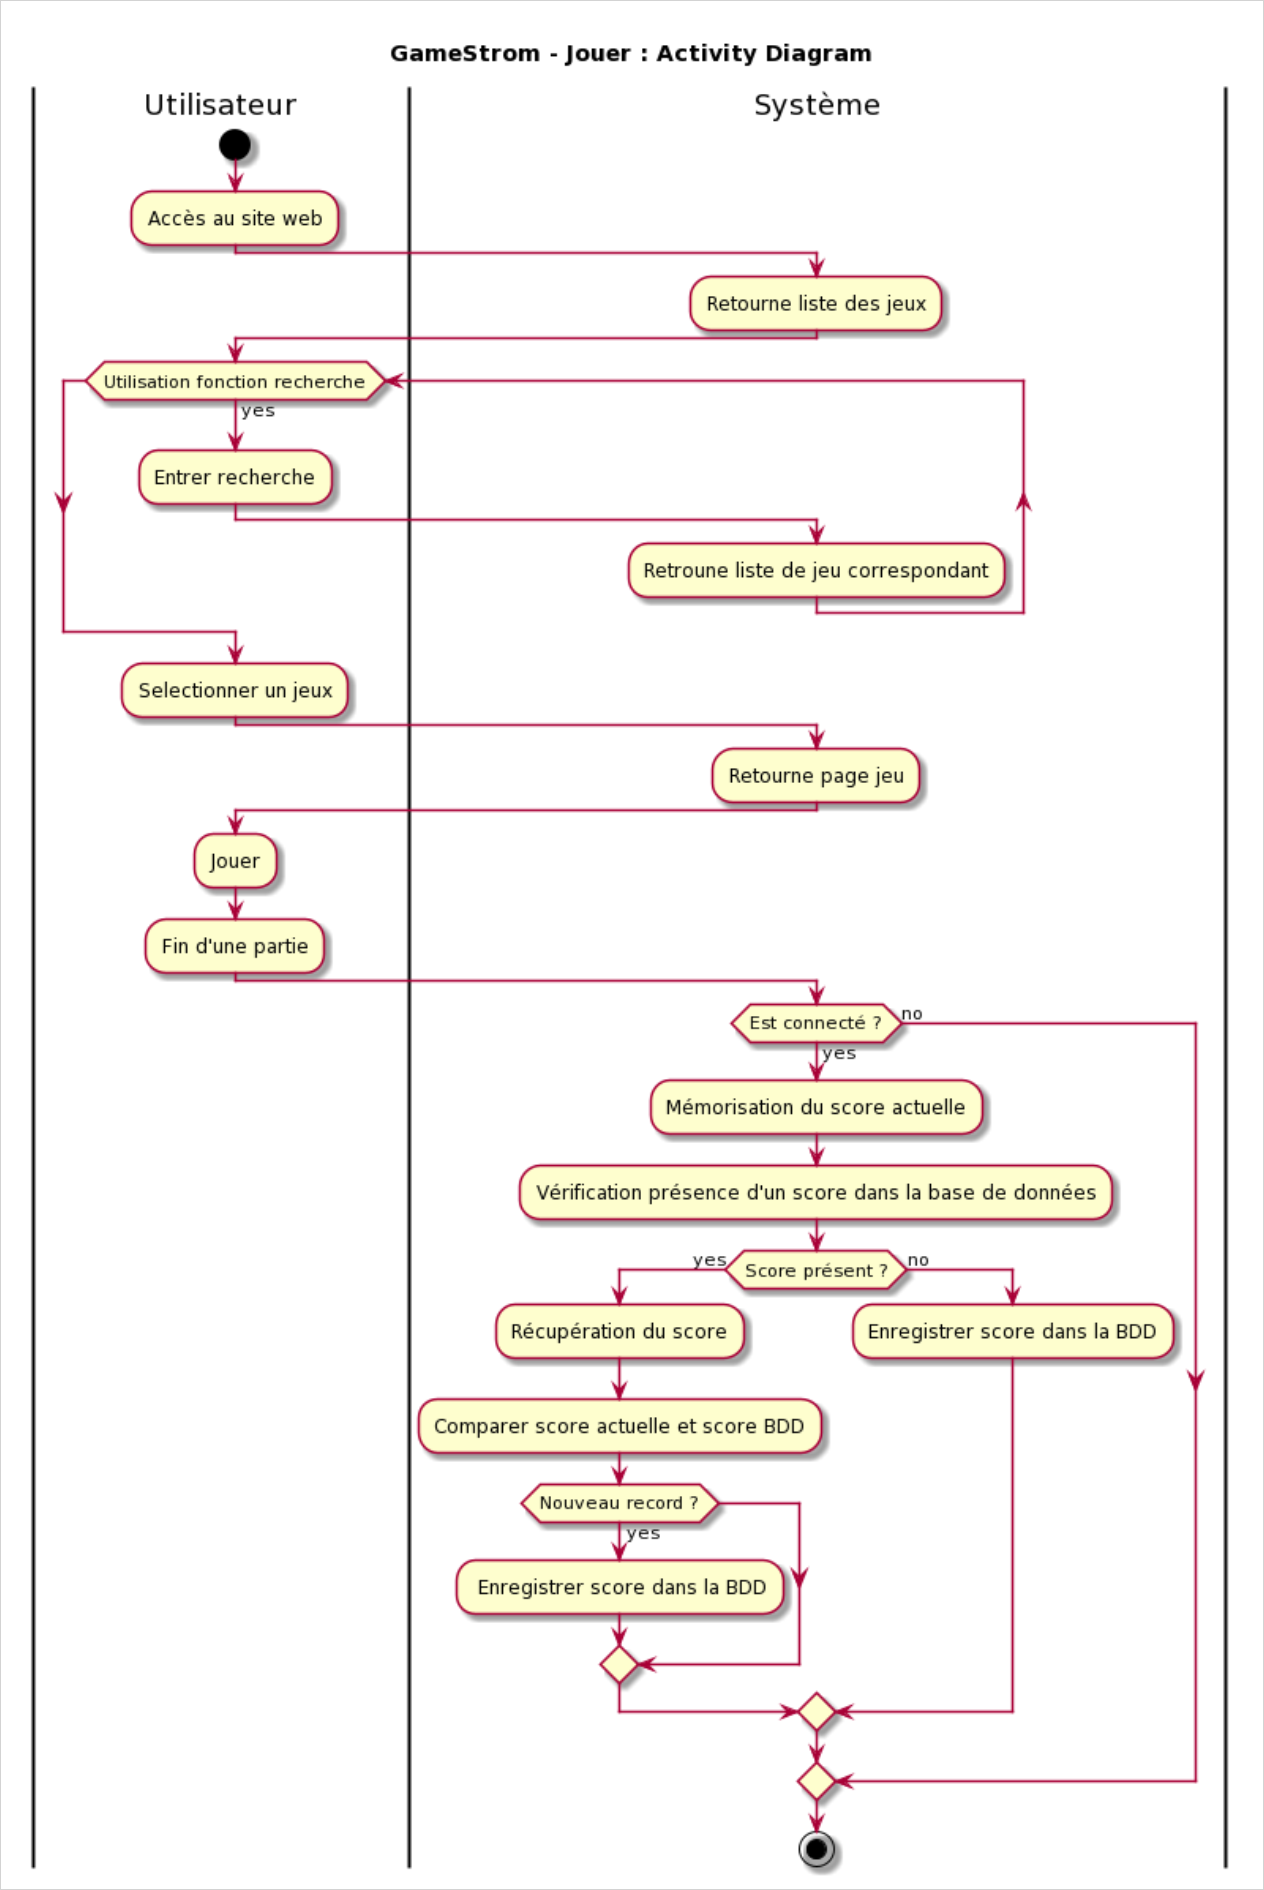 GameStrom - Jouer : Activity Diagram
Utilisateur
Système
Accès au site web
Retourne liste des jeux
Utilisation fonction recherche
yes
Entrer recherche
Retroune liste de jeu correspondant
Selectionner un jeux
Retourne page jeu
Jouer
Fin d'une partie
Est connecté ?
no
yes
Mémorisation du score actuelle
Vérification présence d'un score dans la base de données
yes
Score présent ?
no
Récupération du score
Enregistrer score dans la BDD
Comparer score actuelle et score BDD
Nouveau record ?
yes
Enregistrer score dans la BDD